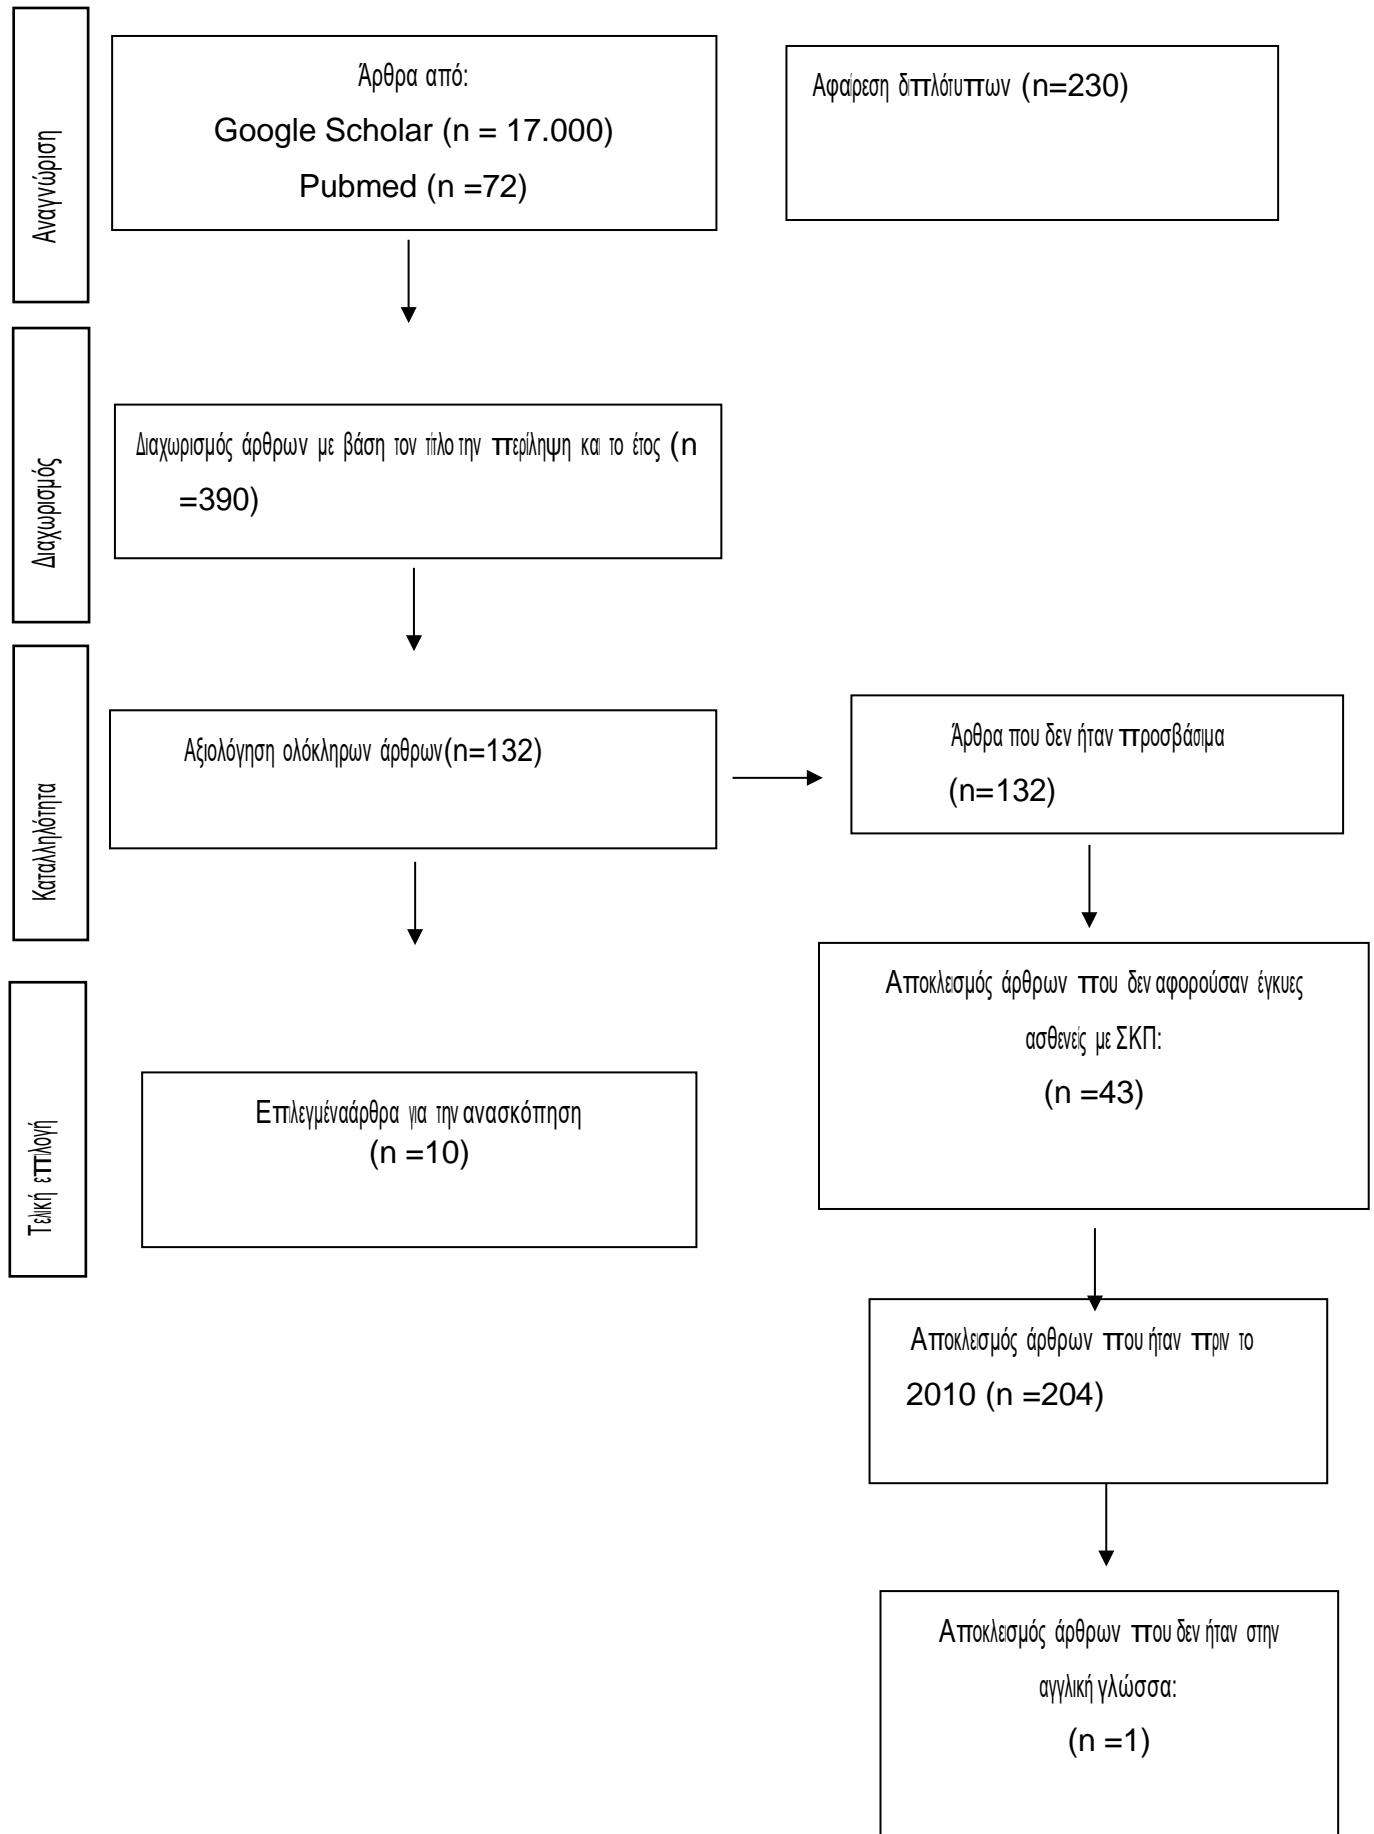 Αναγνώριση
Άρθρα από:
Google Scholar (n = 17.000)
Pubmed (n =72)
Αφαίρεση διπλότυπων (n=230)
Διαχωρισμός
Διαχωρισμός άρθρων με βάση τον τίτλο την περίληψη και το έτος (n
=390)
Καταλληλότητα
Αξιολόγηση ολόκληρων άρθρων(n=132)
Άρθρα που δεν ήταν προσβάσιμα
(n=132)
Αποκλεισμός άρθρων που δεν αφορούσαν έγκυες
ασθενείς με ΣΚΠ:
(n =43)
Τελική επιλογή
Επιλεγμέναάρθρα για την ανασκόπηση
(n =10)
Αποκλεισμός άρθρων που ήταν πριν το
2010 (n =204)
Αποκλεισμός άρθρων που δεν ήταν στην
αγγλική γλώσσα:
(n =1)